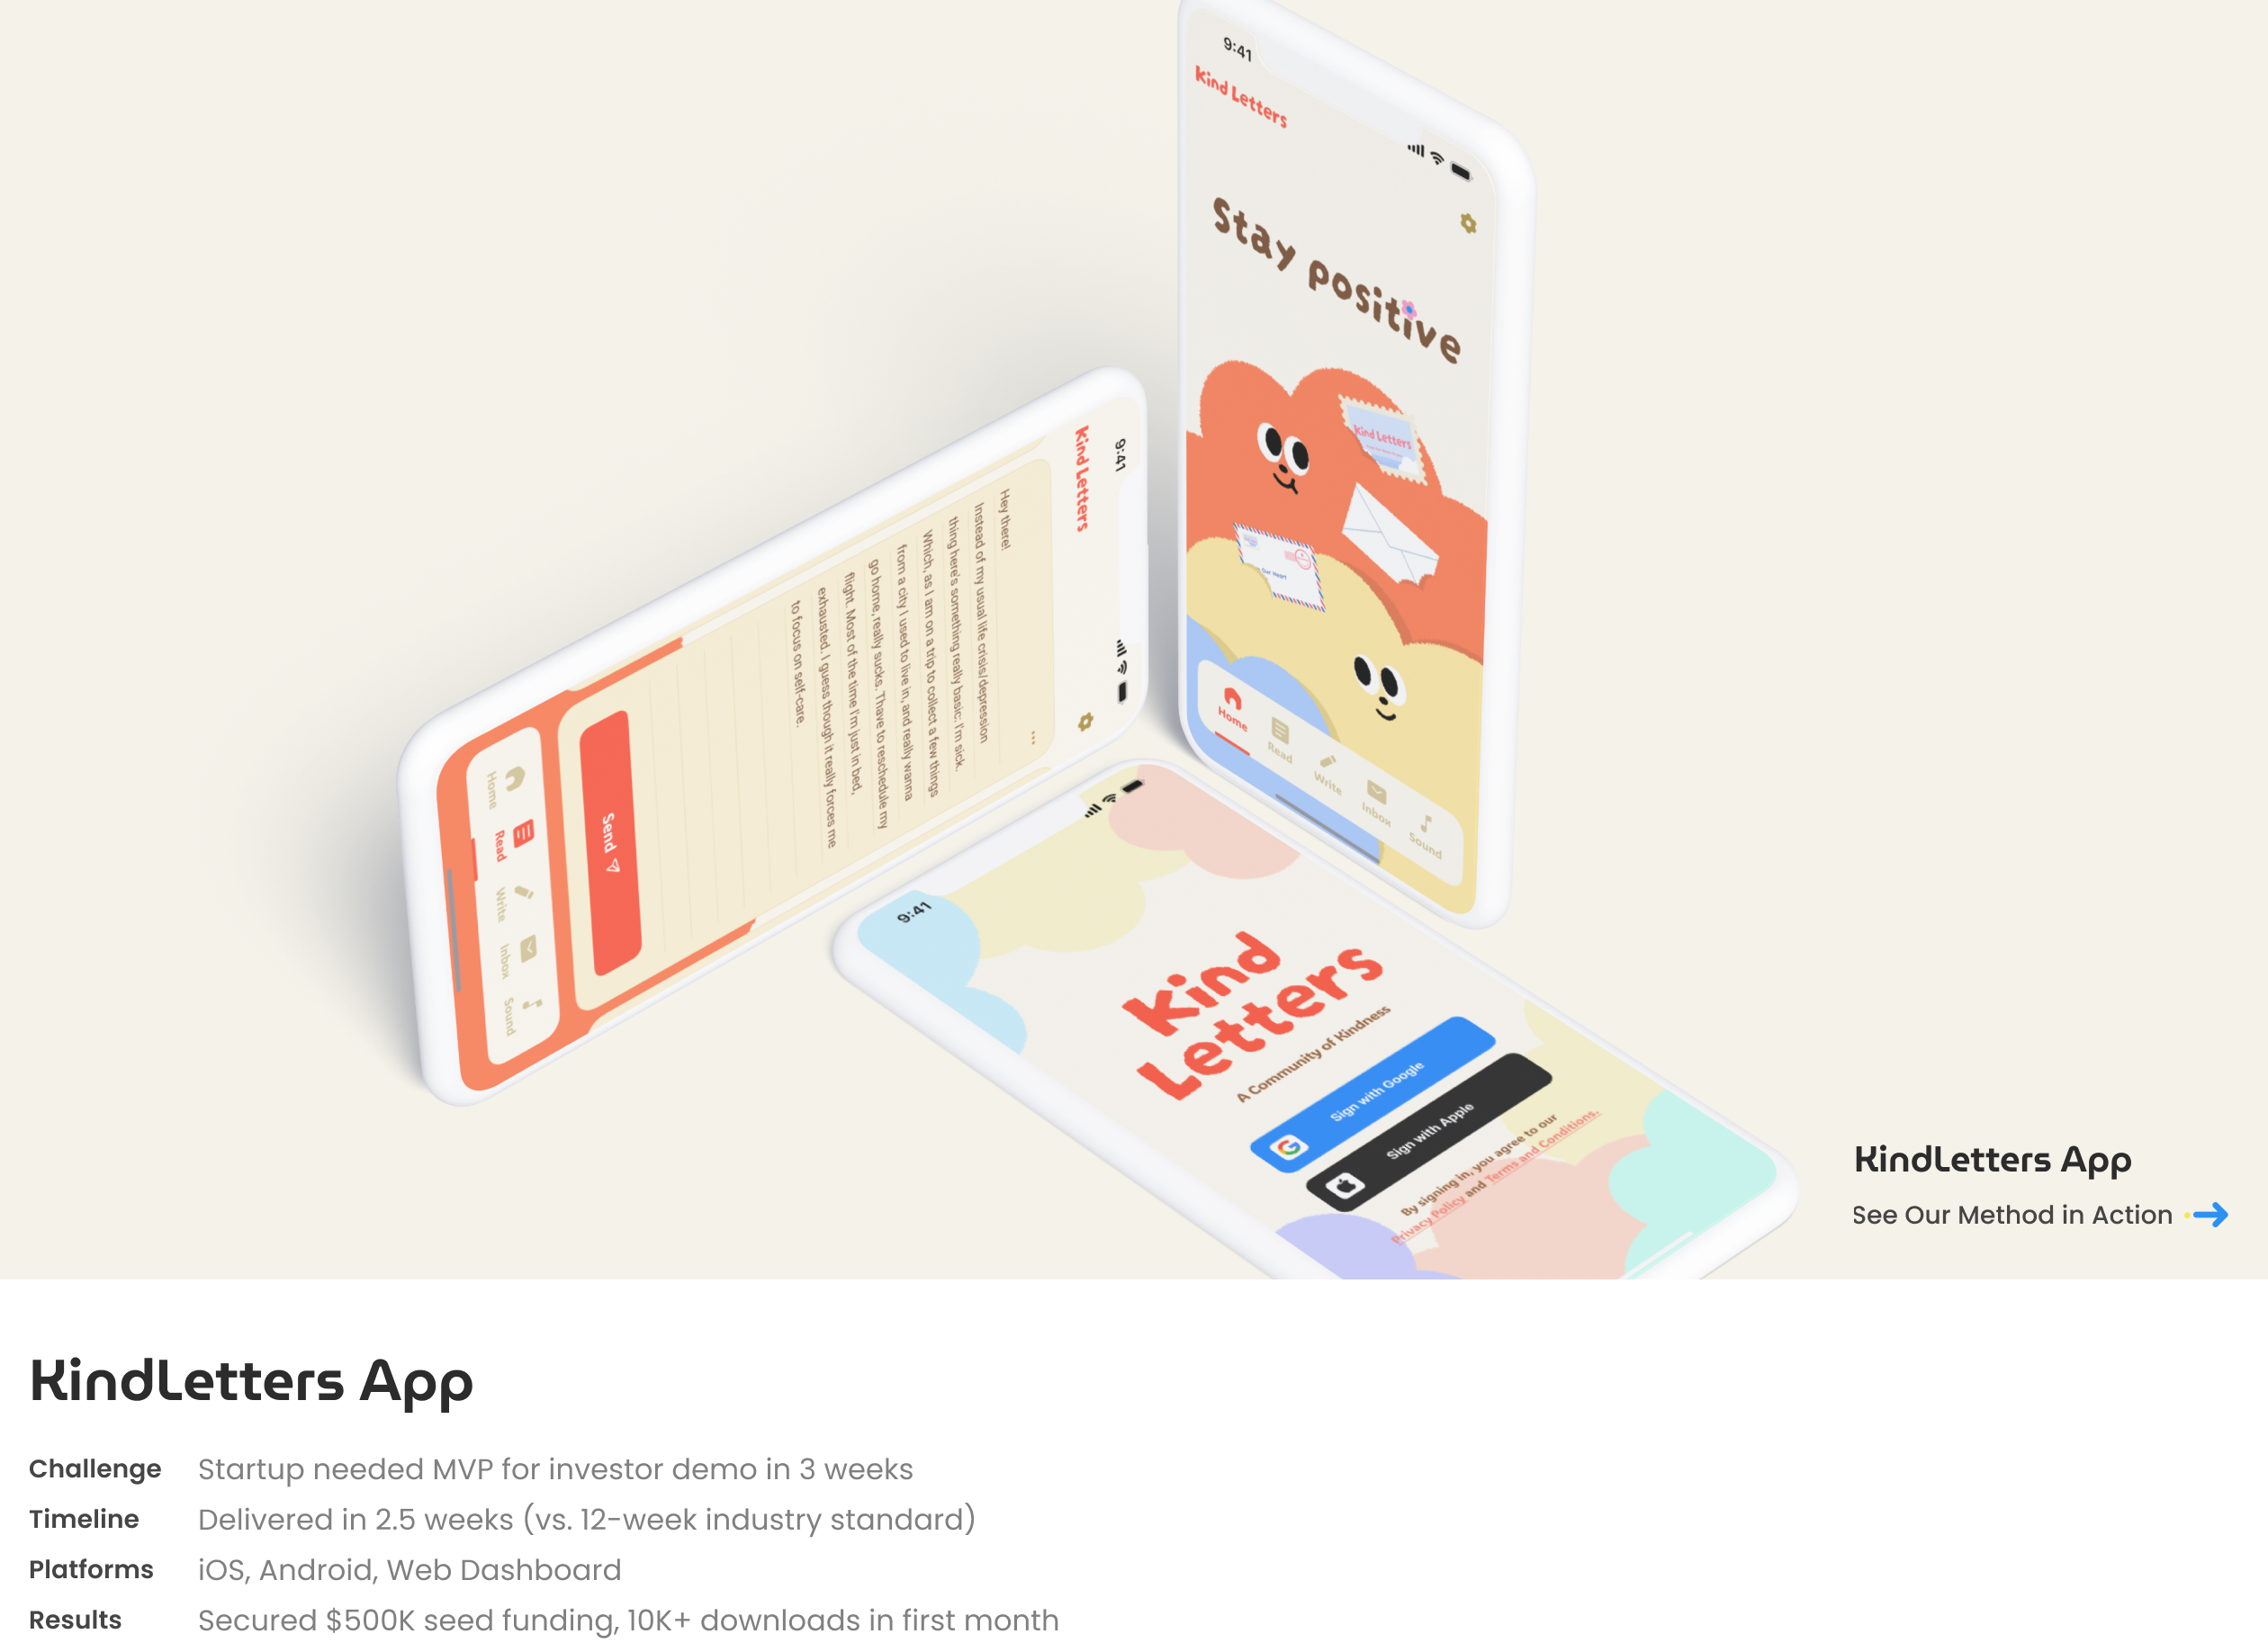 9:41
Kind Letters
Stay positive
Kind Letters
Home
Read
Write
Inbox
Sound
9:41
Kind Letters
Hey there!
Instead of my usual life crisis/depression
thing here's something really basic: I'm sick.
Which, as I am on a trip to collect a few things
from a city I used to live in, and really wanna
go home, really sucks. Thave to reschedule my
flight. Most of the time I'm just in bed,
exhausted. I guess though it really forces me
to focus on self-care.
Send
Home
Read
Write
Inbox
Sound
9:41
Kind
Letters
A Community of Kindness
Sign with Google
Sign with Apple
By signing in, you agree to our
Privacy Policy and Terms and Conditions.
KindLetters App
See Our Method in Action
KindLetters App
Challenge Startup needed MVP for investor demo in 3 weeks
Timeline Delivered in 2.5 weeks (vs. 12-week industry standard)
Platforms iOS, Android, Web Dashboard
Results Secured $500K seed funding, 10K+ downloads in first month